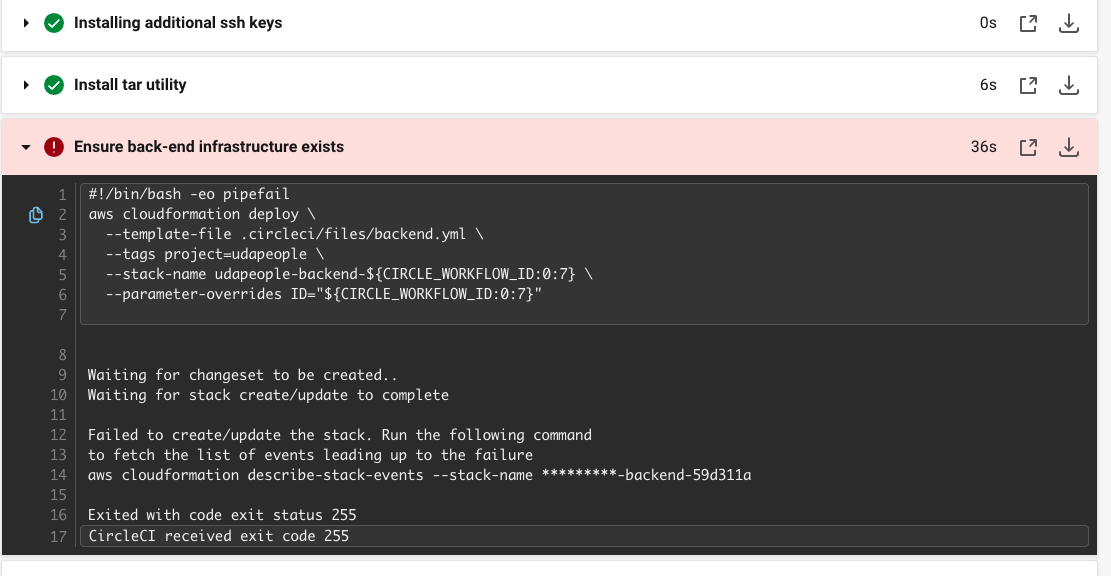 Installing additional ssh keys 0s
Install tar utility 6s
Ensure back-end infrastructure exists 36s
1 #!/bin/bash -eo pipefail
2 aws cloudformation deploy \
3   --template-file .circleci/files/backend.yml \
4   --tags project=udapeople \
5   --stack-name udapeople-backend-${CIRCLE_WORKFLOW_ID:0:7} \
6   --parameter-overrides ID="${CIRCLE_WORKFLOW_ID:0:7}"
7
8
9 Waiting for changeset to be created..
10 Waiting for stack create/update to complete
11
12 Failed to create/update the stack. Run the following command
13 to fetch the list of events leading up to the failure
14 aws cloudformation describe-stack-events --stack-name *********-backend-59d311a
15
16 Exited with code exit status 255
17 CircleCI received exit code 255